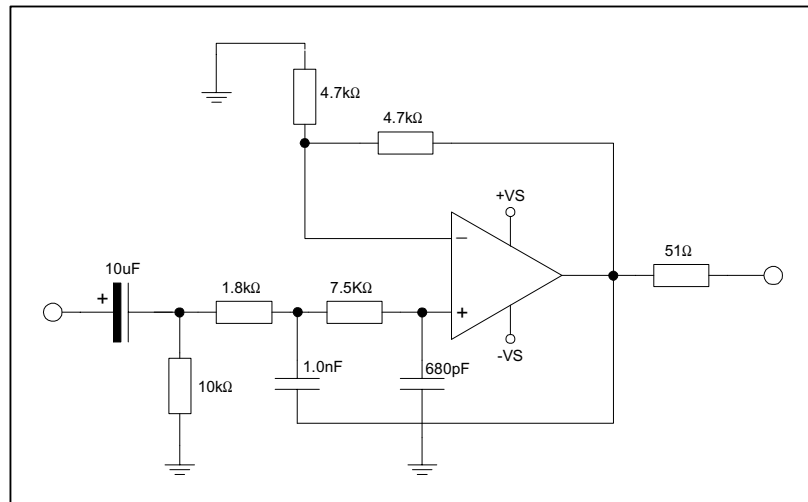 4.7kΩ
4.7kΩ
+VS
−
51Ω
10uF
+
1.8kΩ
7.5KΩ
+
-VS
1.0nF
680pF
10kΩ